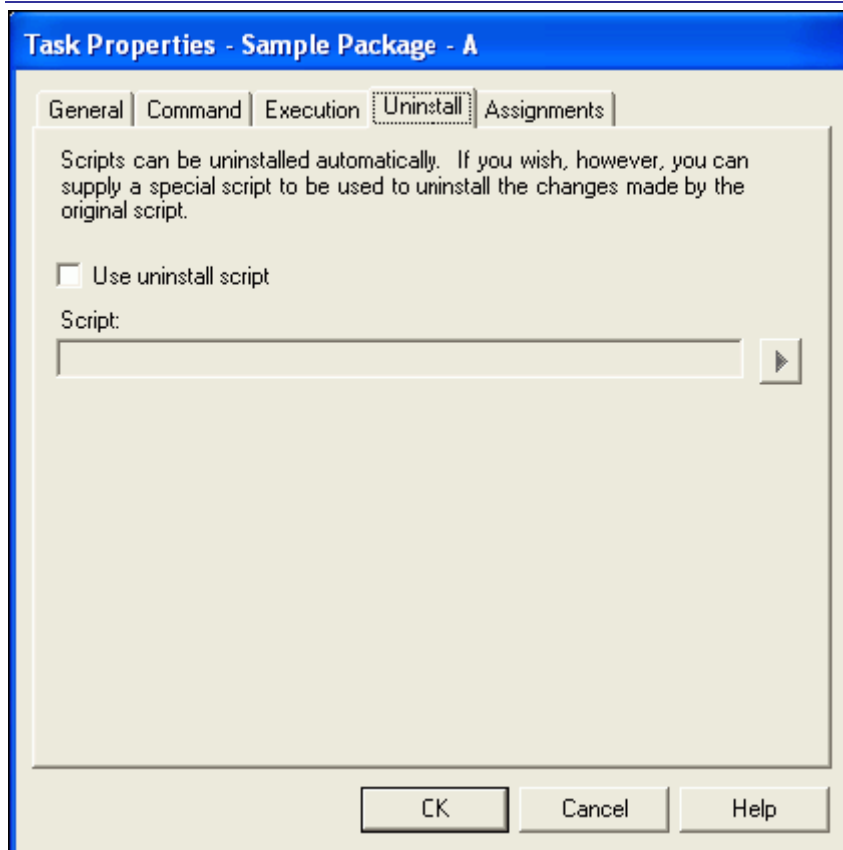 Task Properties - Sample Package - A
General Command Execution Uninstall Assignments
Scripts can be uninstalled automatically. If you wish, however, you can
supply a special script to be used to uninstall the changes made by the
original script.
Use uninstall script
Script:
CK Cancel Help